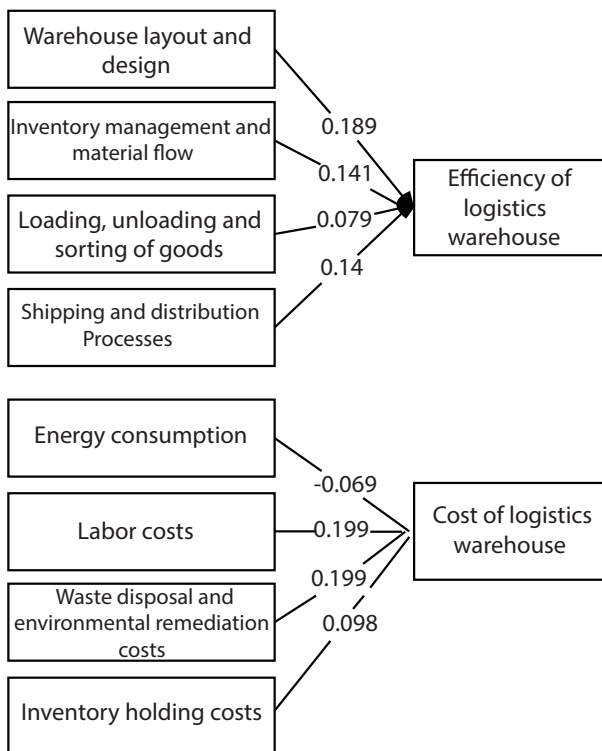 Warehouse layout and
design
0.189
Inventory management and
material flow
0.141
Efficiency of
logistics
warehouse
Loading, unloading and
sorting of goods
0.079
0.14
Shipping and distribution
Processes
Energy consumption
-0.069
Labor costs
0.199
Cost of logistics
warehouse
Waste disposal and
environmental remediation
costs
0.199
0.098
Inventory holding costs